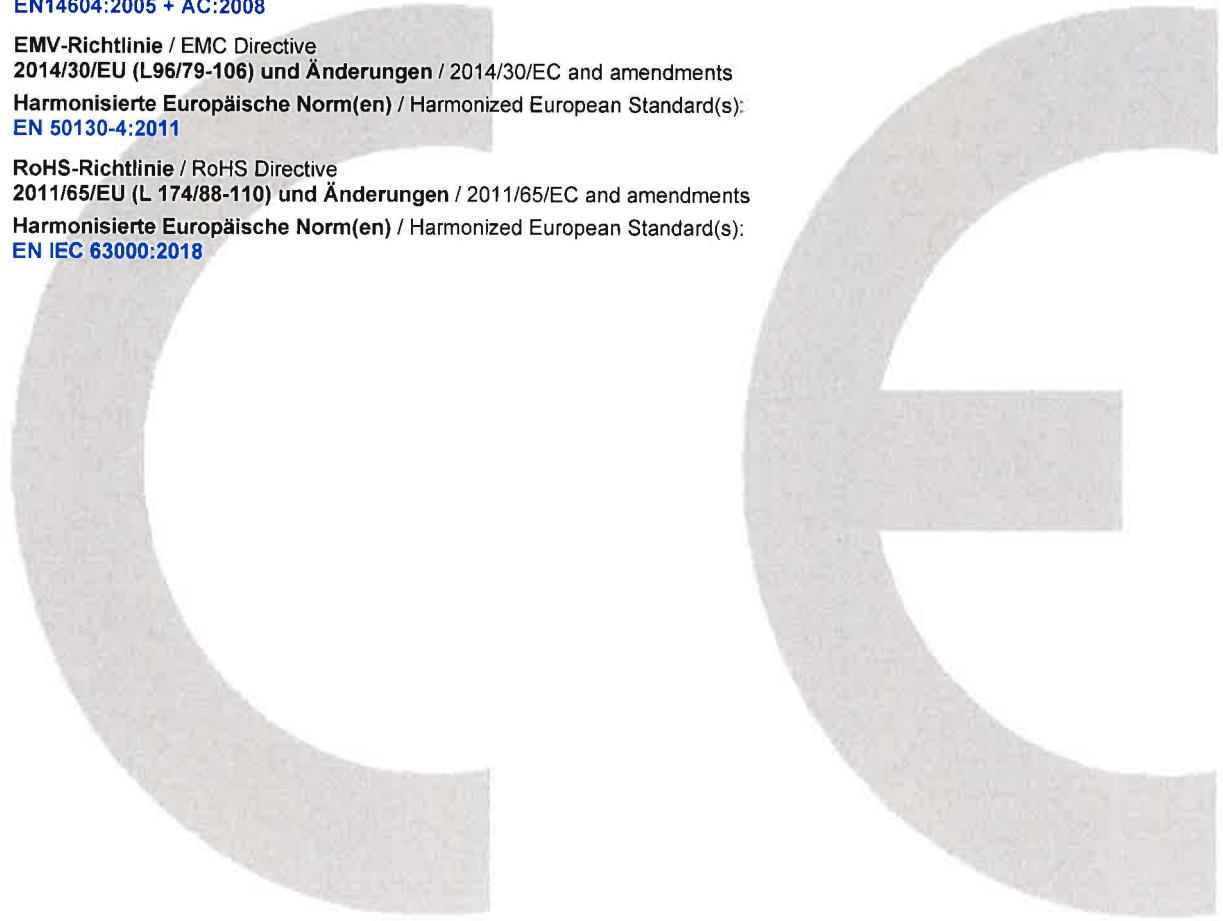 EN14604:2005 + AC:2008
EMV-Richtlinie / EMC Directive
2014/30/EU (L96/79-106) und Änderungen / 2014/30/EC and amendments
Harmonisierte Europäische Norm(en) / Harmonized European Standard(s):
EN 50130-4:2011
RoHS-Richtlinie / RoHS Directive
2011/65/EU (L 174/88-110) und Änderungen / 2011/65/EC and amendments
Harmonisierte Europäische Norm(en) / Harmonized European Standard(s):
EN IEC 63000:2018
CE